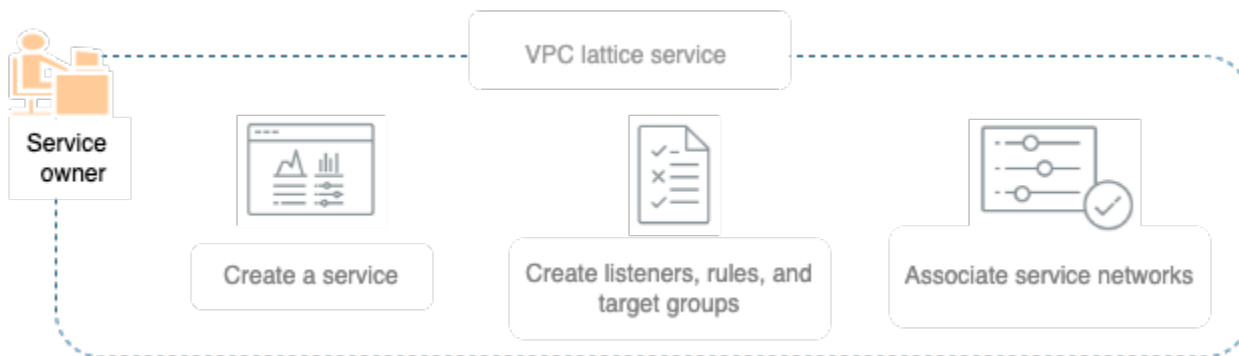 VPC lattice service
Service
owner
Create a service
Create listeners, rules, and
target groups
Associate service networks